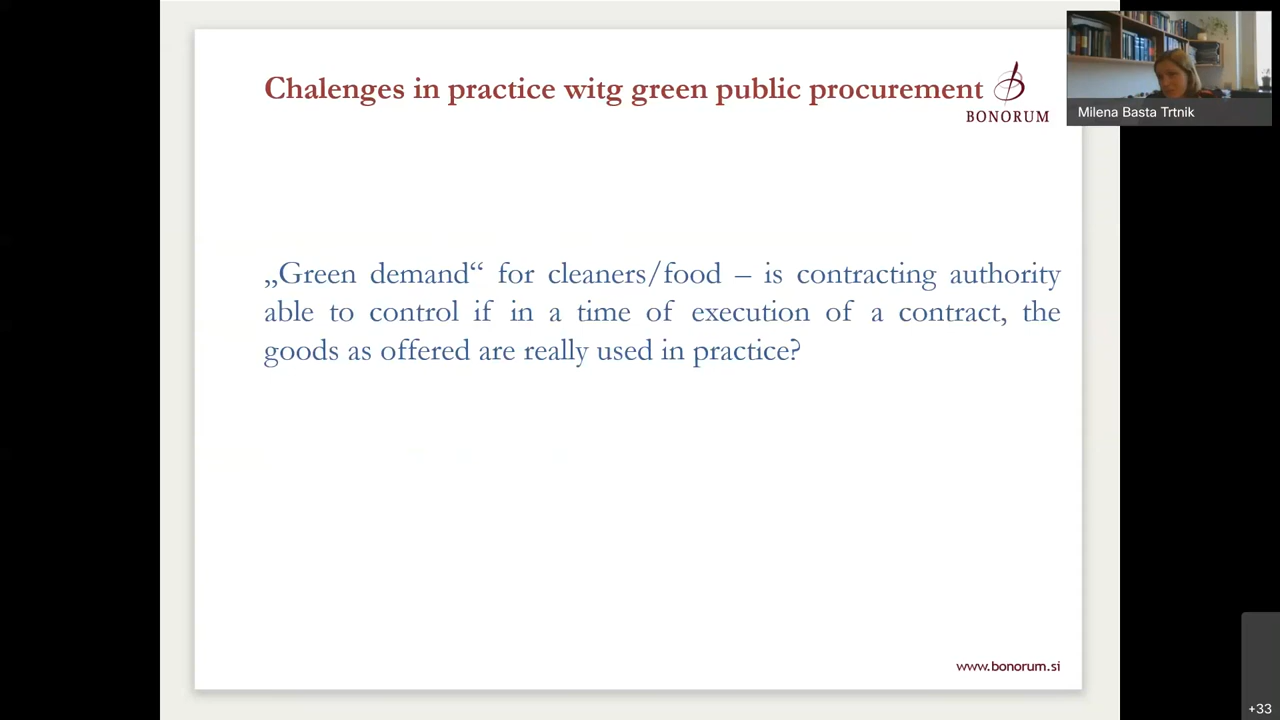 Chalenges in practice witg green public procurement
BONORUM
Milena Basta Trtnik
„Green demand“ for cleaners/food – is contracting authority
able to control if in a time of execution of a contract, the
goods as offered are really used in practice?
www.bonorum.si
+33